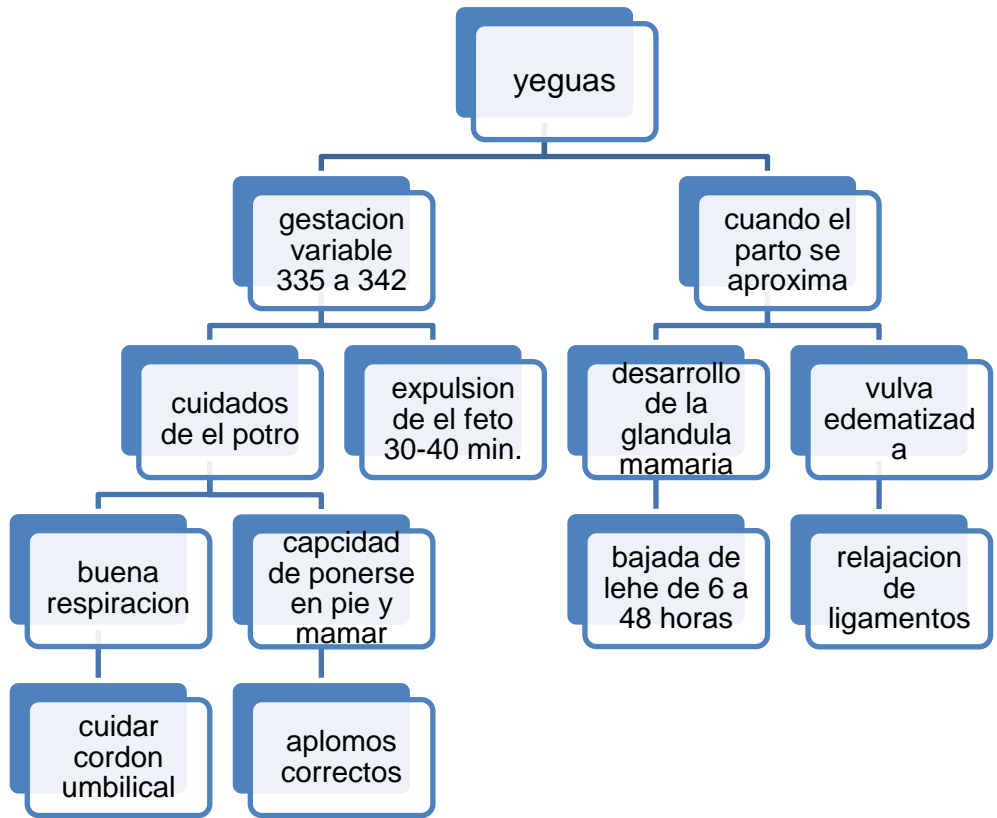 yeguas
gestacion
variable
335 a 342
cuando el
parto se
aproxima
cuidados
de el potro
expulsion
de el feto
30-40 min.
desarrollo
de la
glandula
mamaria
vulva
edematizad
a
buena
respiracion
capcidad
de ponerse
en pie y
mamar
bajada de
lehe de 6 a
48 horas
relajacion
de
ligamentos
cuidar
cordon
umbilical
aplomos
correctos